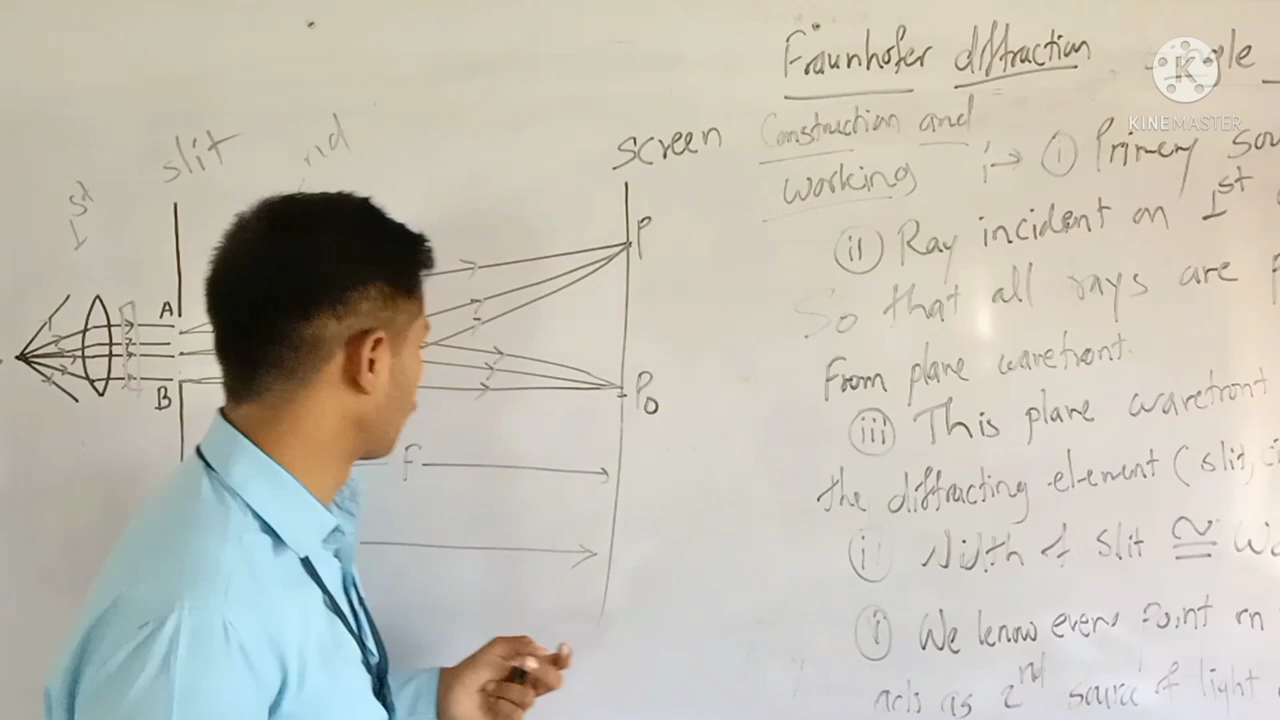 Fraunhofer diffraction
Construction and
working :→ (i) Primary
(ii) Ray incident on Ist
So that all rays are
From plane wavefront.
(iii) This plane wavefront
the diffracting element (slit,
Width of slit ≅
(i) We know every Point on
acts as 2nd source of light
Ist
slit
nd
screen
A
B
P
P0
F
K
KINEMASTER